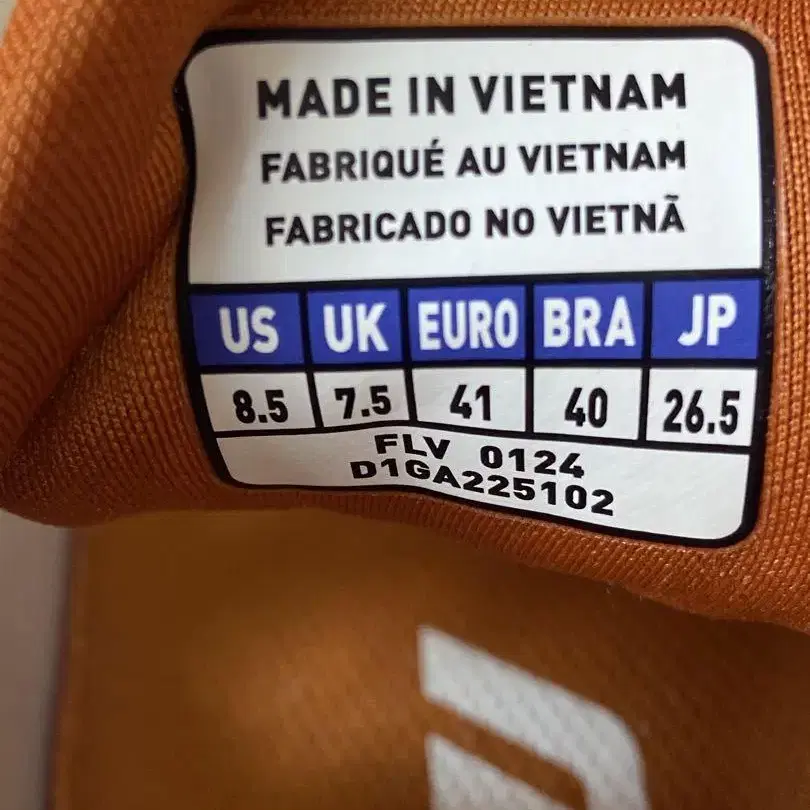 MADE IN VIETNAM
FABRIQUÉ AU VIETNAM
FABRICADO NO VIETNÃ
US UK EURO BRA JP
8.5 7.5 41 40 26.5
FLV 0124
D1GA225102